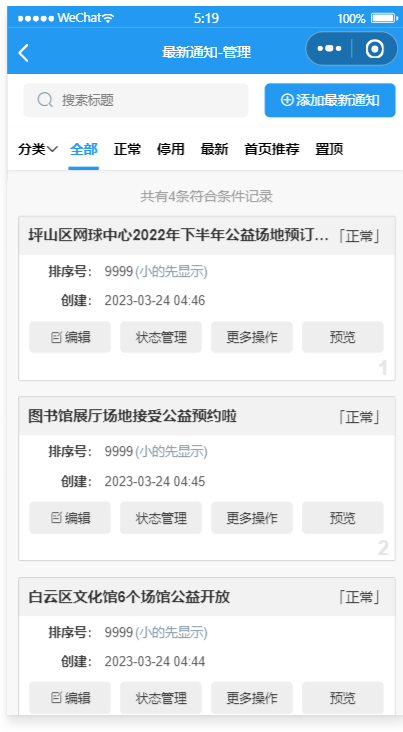 WeChat 5:19 100%
最新通知-管理
搜索标题 添加最新通知
分类 全部 正常 停用 最新 首页推荐 置顶
共有4条符合条件记录
坪山区网球中心2022年下半年公益场地预订... 「正常」
排序号: 9999 (小的先显示)
创建: 2023-03-24 04:46
编辑 状态管理 更多操作 预览
1
图书馆展厅场地接受公益预约啦 「正常」
排序号: 9999 (小的先显示)
创建: 2023-03-24 04:45
编辑 状态管理 更多操作 预览
2
白云区文化馆6个场馆公益开放 「正常」
排序号: 9999 (小的先显示)
创建: 2023-03-24 04:44
编辑 状态管理 更多操作 预览